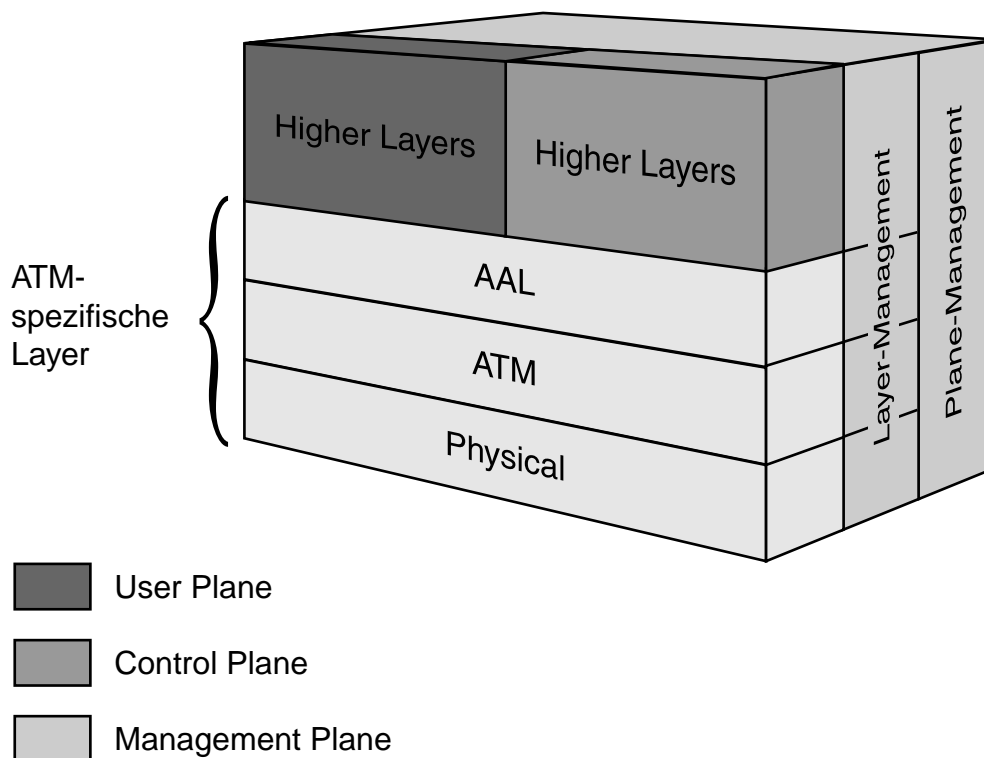 Higher Layers
Higher Layers
AAL
ATM
Physical
Layer-Management
Plane-Management
ATM-
spezifische
Layer
User Plane
Control Plane
Management Plane